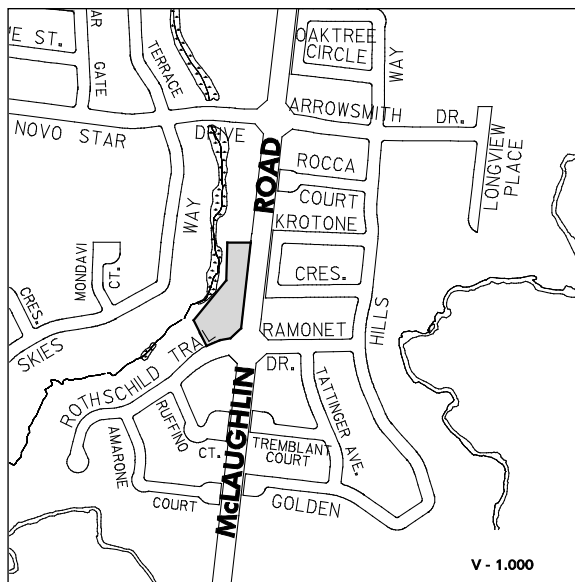 OAKTREE
CIRCLE
WAY
AR
GATE
ST.
TERRACE
ARROWSMITH DR.
NOVO STAR DRIVE
LONGVIEW
PLACE
ROCCA
COURT
KROTONE
CRES.
RAMONET
DR.
HILLS
WAY
MONDAVI
CT.
CRES.
SKIES
ROTHSCHILD TRA
McLAUGHLIN ROAD
TATTINGER AVE.
RUFFINO
CT.
TREMBLANT
COURT
AMARONE
COURT
GOLDEN
V - 1.000